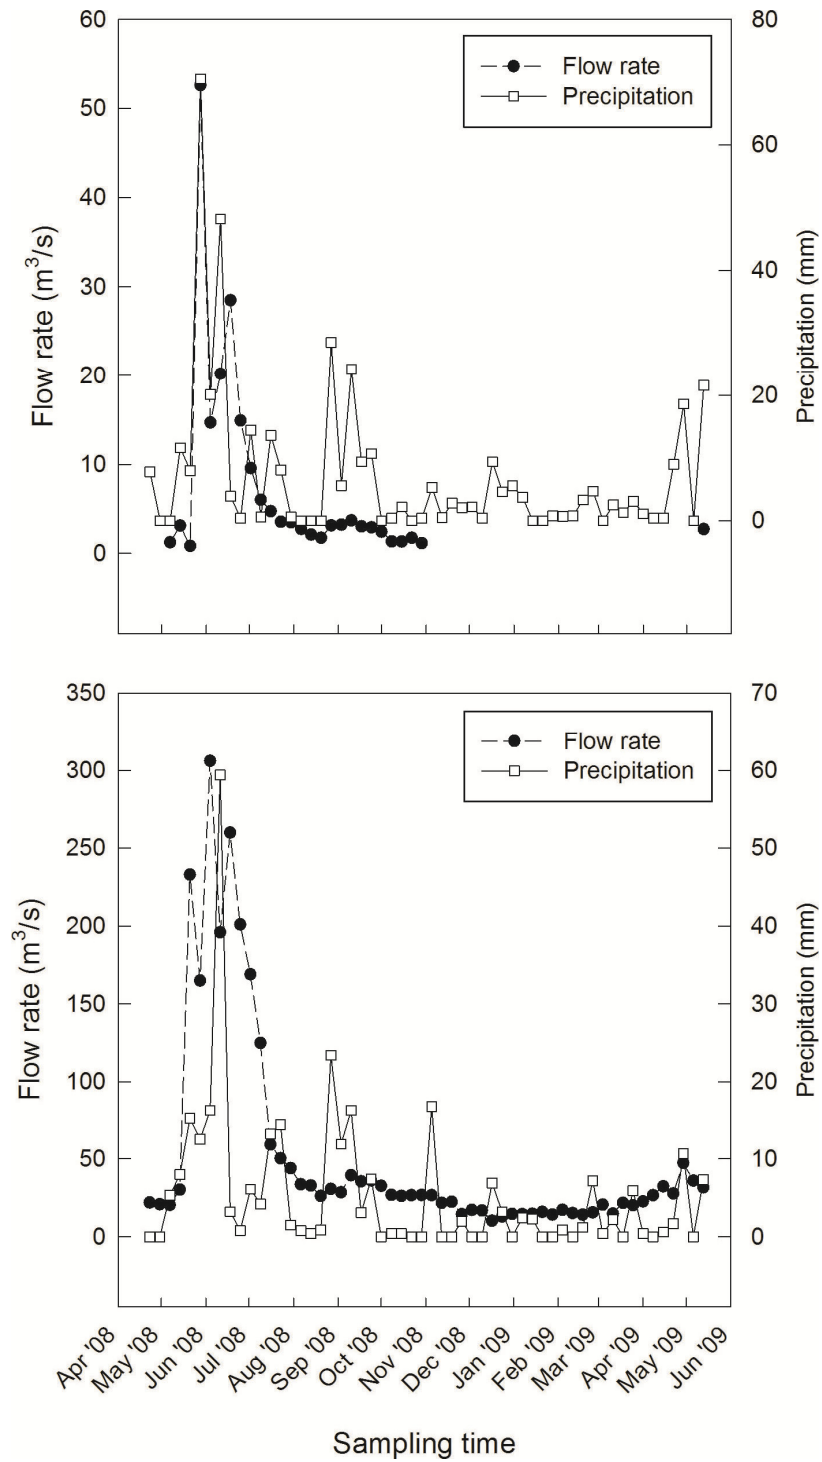 60
50
40
30
20
10
0
Flow rate (m3/s)
80
60
40
20
0
Precipitation (mm)
Flow rate
Precipitation
350
300
250
200
150
100
50
0
Flow rate (m3/s)
70
60
50
40
30
20
10
0
Precipitation (mm)
Flow rate
Precipitation
Apr '08
May '08
Jun '08
Jul '08
Aug '08
Sep '08
Oct '08
Nov '08
Dec '08
Jan '09
Feb '09
Mar '09
Apr '09
May '09
Jun '09
Sampling time